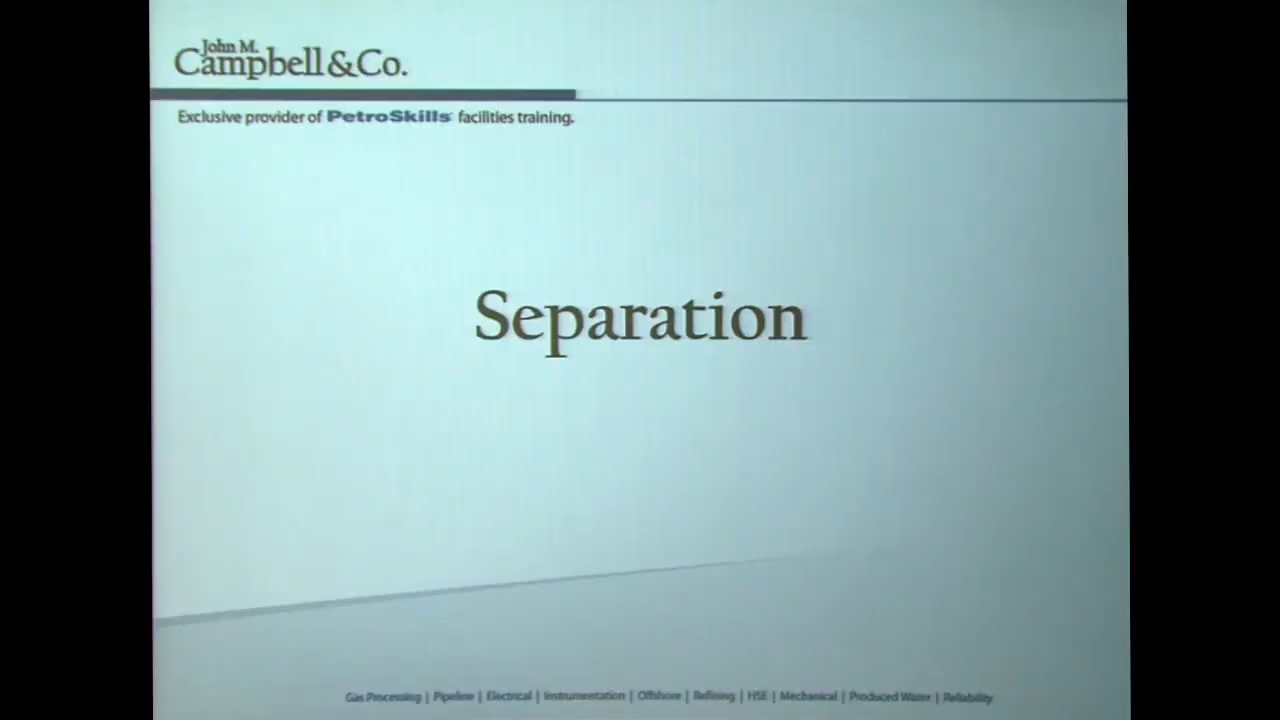 John M.
Campbell & Co.
Exclusive provider of PetroSkills facilities training.
Separation
Gas Processing | Pipeline | Electrical | Instrumentation | Offshore | Refining | HSE | Mechanical | Produced Water | Reliability